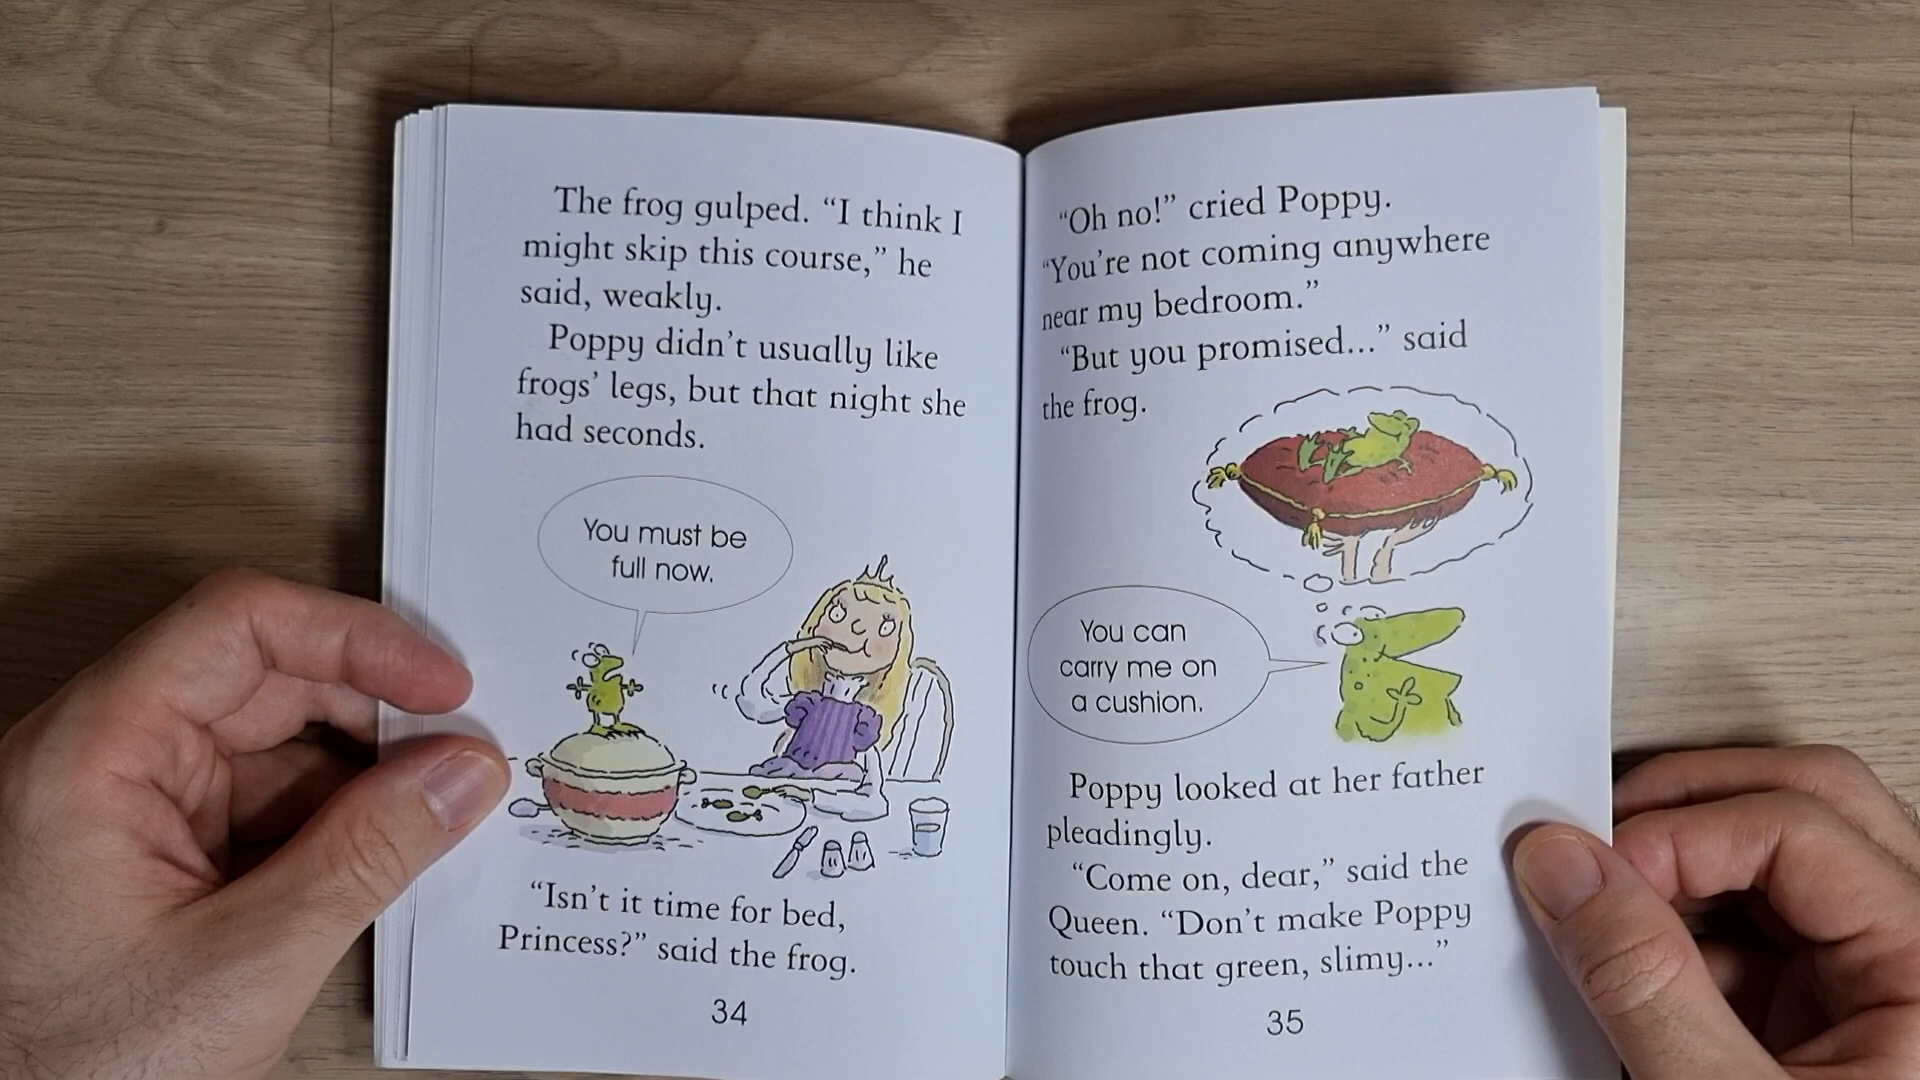 The frog gulped. “I think I
might skip this course,” he
said, weakly.
Poppy didn’t usually like
frogs’ legs, but that night she
had seconds.
You must be
full now.
“Isn’t it time for bed,
Princess?” said the frog.
34
“Oh no!” cried Poppy.
“You’re not coming anywhere
near my bedroom.”
“But you promised...” said
the frog.
You can
carry me on
a cushion.
Poppy looked at her father
pleadingly.
“Come on, dear,” said the
Queen. “Don’t make Poppy
touch that green, slimy...”
35